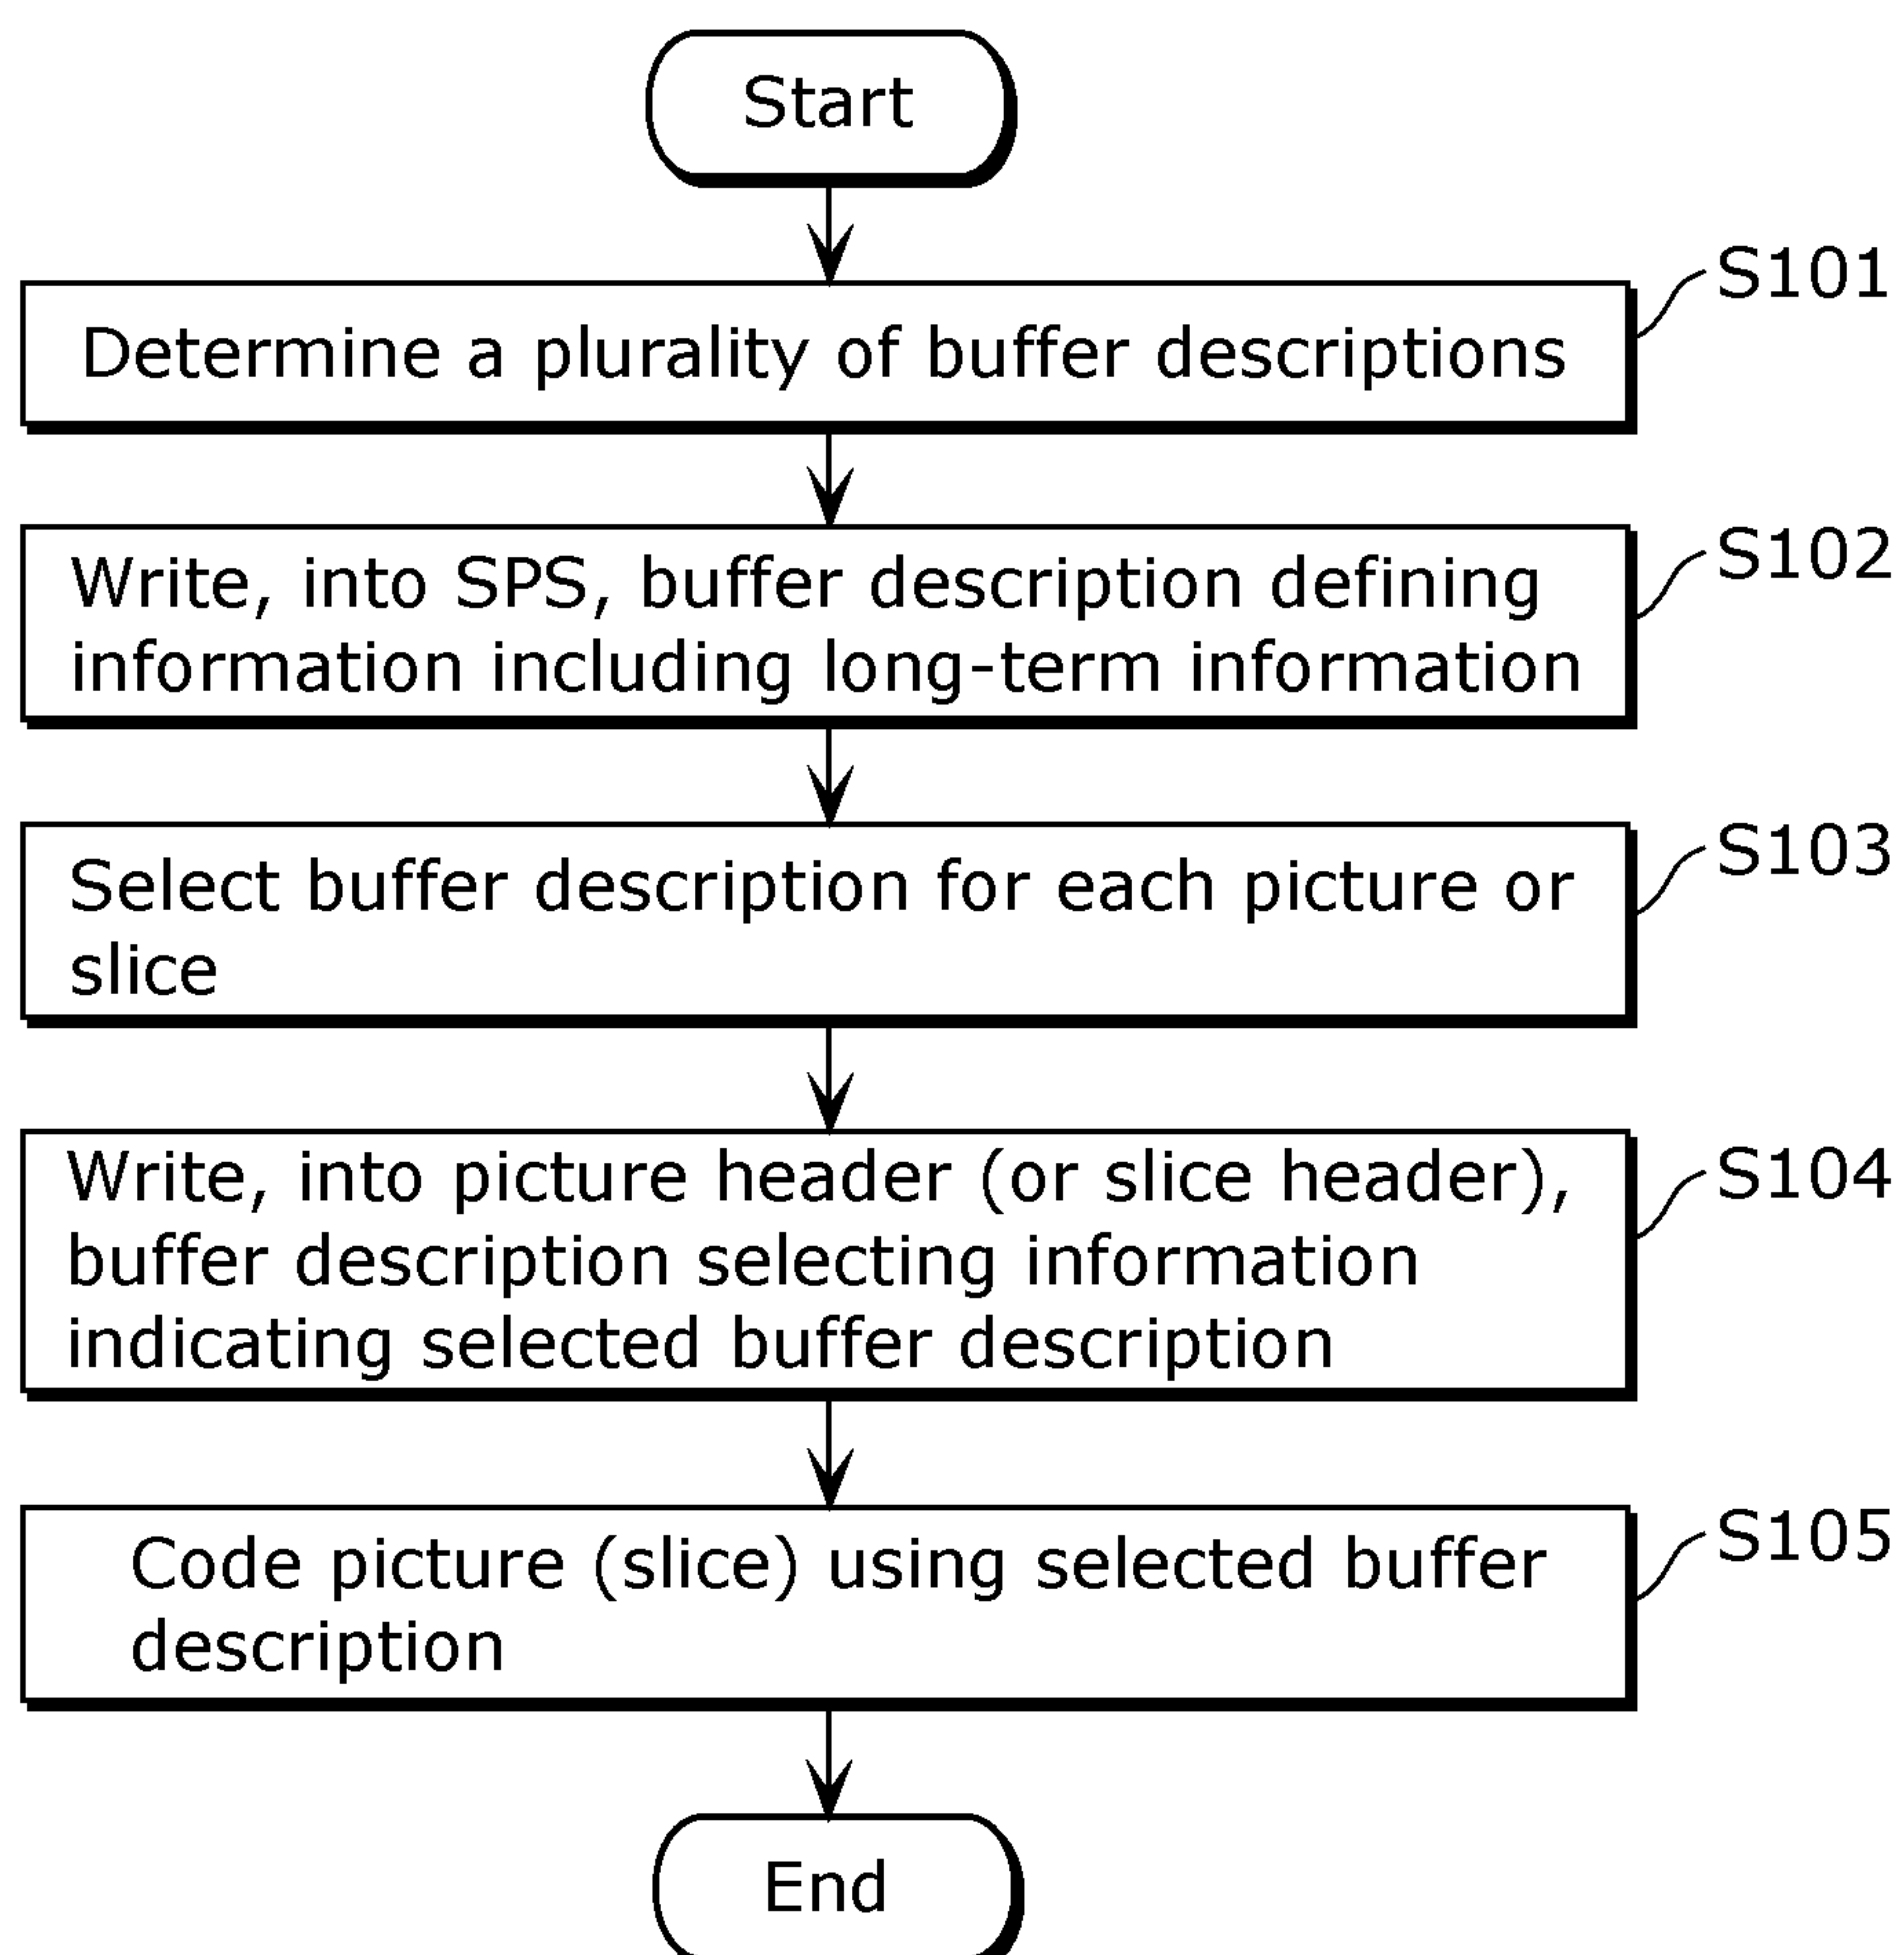 Start
S101
Determine a plurality of buffer descriptions
S102
Write, into SPS, buffer description defining
information including long-term information
S103
Select buffer description for each picture or
slice
S104
Write, into picture header (or slice header),
buffer description selecting information
indicating selected buffer description
S105
Code picture (slice) using selected buffer
description
End